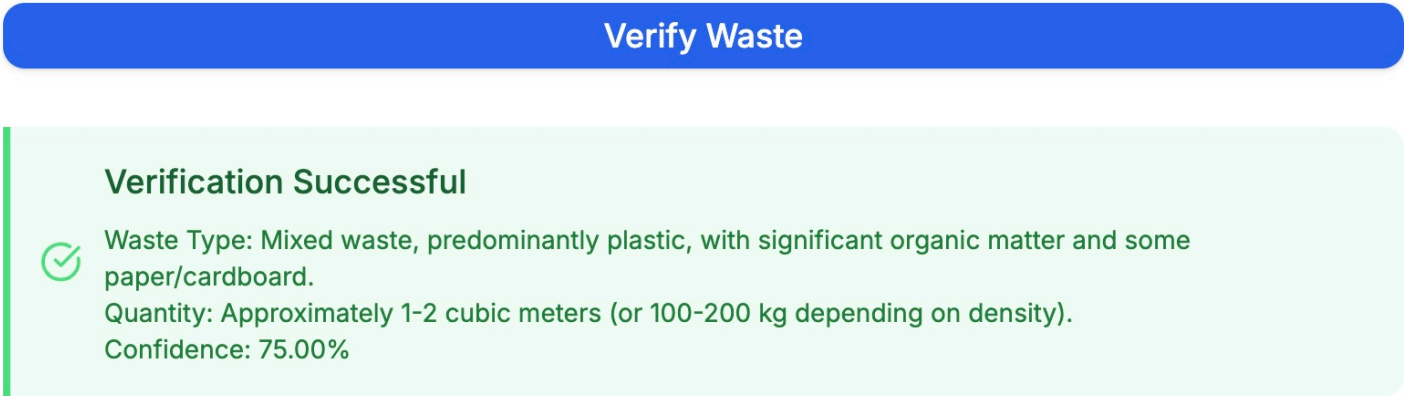 Verify Waste
Verification Successful
Waste Type: Mixed waste, predominantly plastic, with significant organic matter and some
paper/cardboard.
Quantity: Approximately 1-2 cubic meters (or 100-200 kg depending on density).
Confidence: 75.00%